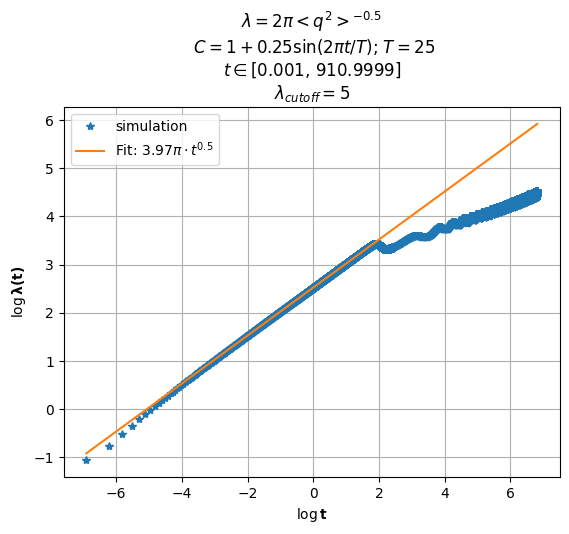 λ = 2π < q² >⁻⁰·⁵
C = 1 + 0.25sin(2πt/T); T = 25
t ∈ [0.001, 910.9999]
λ_cutoff = 5
simulation
Fit: 3.97π · t⁰·⁵
log λ(t)
6
5
4
3
2
1
0
−1
−6
−4
−2
0
2
4
6
log t